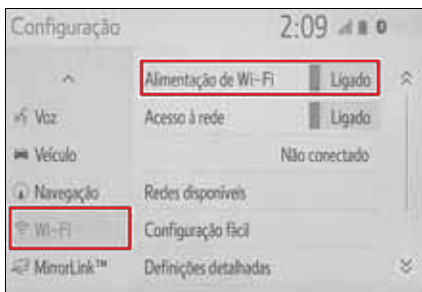 Configuração 2:09
Alimentação de Wi-Fi Ligado
Voz Acesso à rede Ligado
Veículo Não conectado
Navegação Redes disponíveis
Wi-Fi Configuração fácil
MirrorLink™ Definições detalhadas